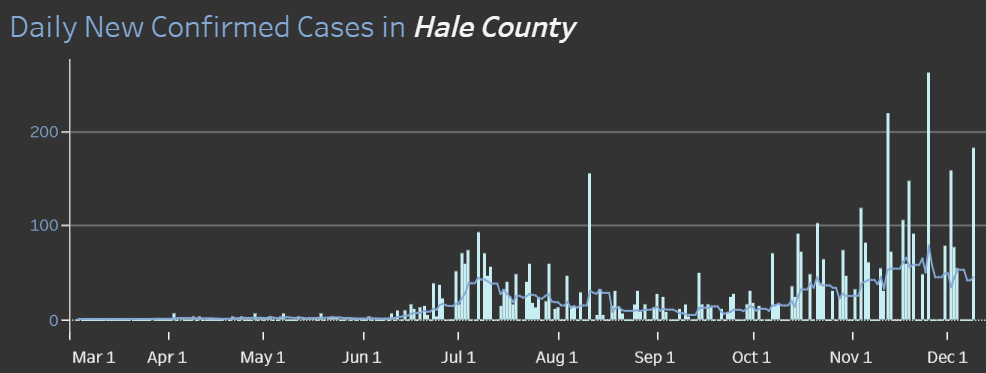 Daily New Confirmed Cases in Hale County
200
100
0
Mar 1 Apr 1 May 1 Jun 1 Jul 1 Aug 1 Sep 1 Oct 1 Nov 1 Dec 1